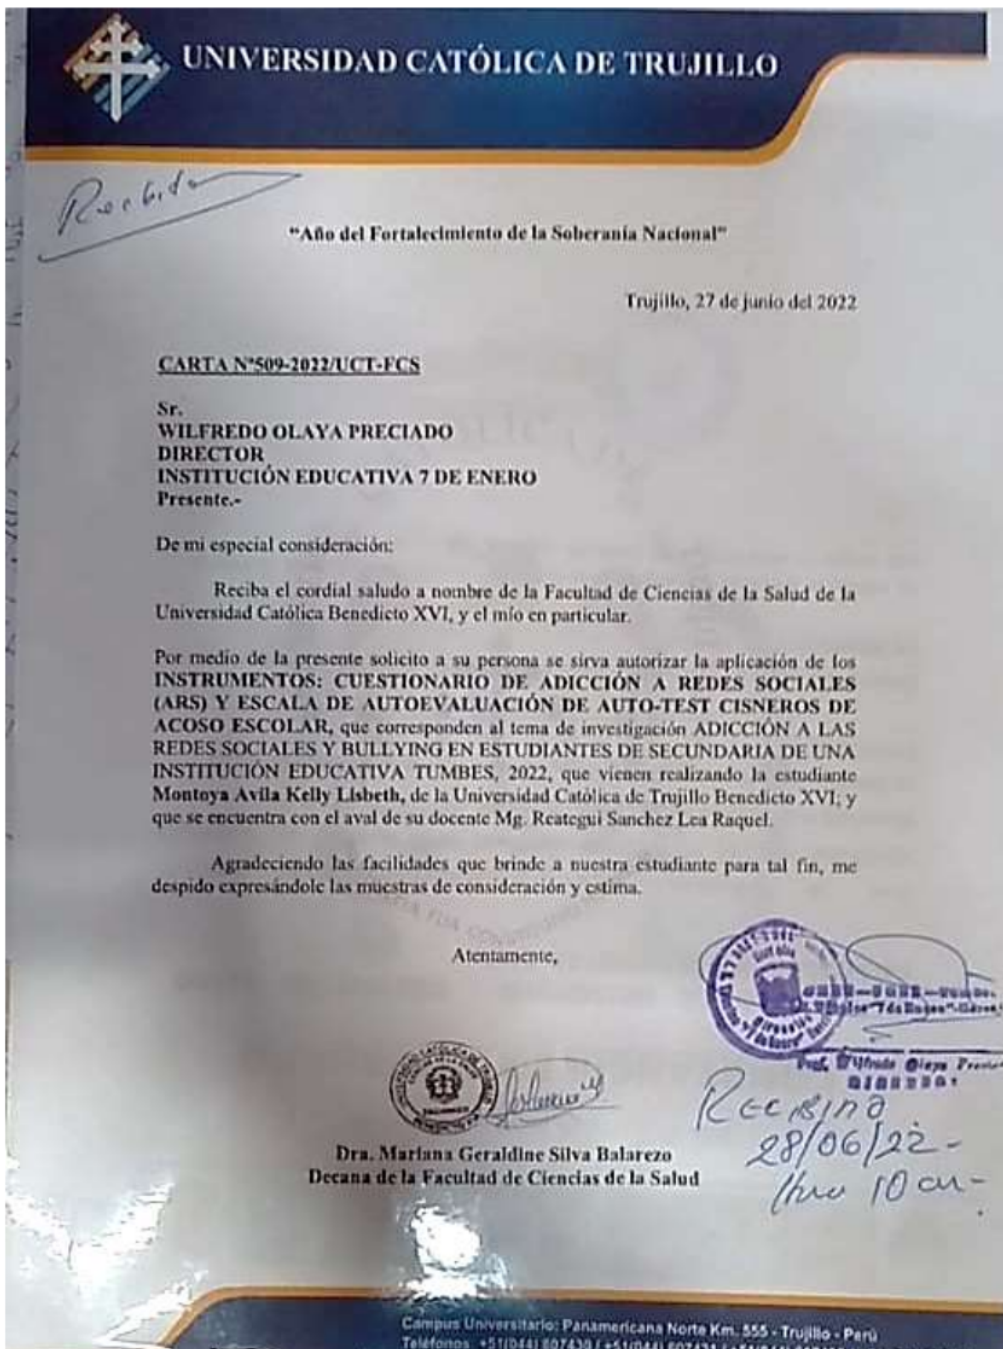 UNIVERSIDAD CATÓLICA DE TRUJILLO
Recbido
"Año del Fortalecimiento de la Soberanía Nacional"
Trujillo, 27 de junio del 2022
CARTA N°509-2022/UCT-FCS
Sr.
WILFREDO OLAYA PRECIADO
DIRECTOR
INSTITUCIÓN EDUCATIVA 7 DE ENERO
Presente.-
De mi especial consideración:
Reciba el cordial saludo a nombre de la Facultad de Ciencias de la Salud de la
Universidad Católica Benedicto XVI, y el mío en particular.
Por medio de la presente solicito a su persona se sirva autorizar la aplicación de los
INSTRUMENTOS: CUESTIONARIO DE ADICCIÓN A REDES SOCIALES
(ARS) Y ESCALA DE AUTOEVALUACIÓN DE AUTO-TEST CISNEROS DE
ACOSO ESCOLAR, que corresponden al tema de investigación ADICCIÓN A LAS
REDES SOCIALES Y BULLYING EN ESTUDIANTES DE SECUNDARIA DE UNA
INSTITUCIÓN EDUCATIVA TUMBES, 2022, que vienen realizando la estudiante
Montoya Avila Kelly Lisbeth, de la Universidad Católica de Trujillo Benedicto XVI; y
que se encuentra con el aval de su docente Mg. Reategui Sanchez Lea Raquel.
Agradeciendo las facilidades que brinde a nuestra estudiante para tal fin, me
despido expresándole las muestras de consideración y estima.
Atentamente,
Prof. Wilfredo Olaya
DIRECTOR
Dra. Mariana Geraldine Silva Balarezo
Decana de la Facultad de Ciencias de la Salud
28/06/22-
10 am-
Campus Universitario: Panamericana Norte Km. 555 - Trujillo - Perú